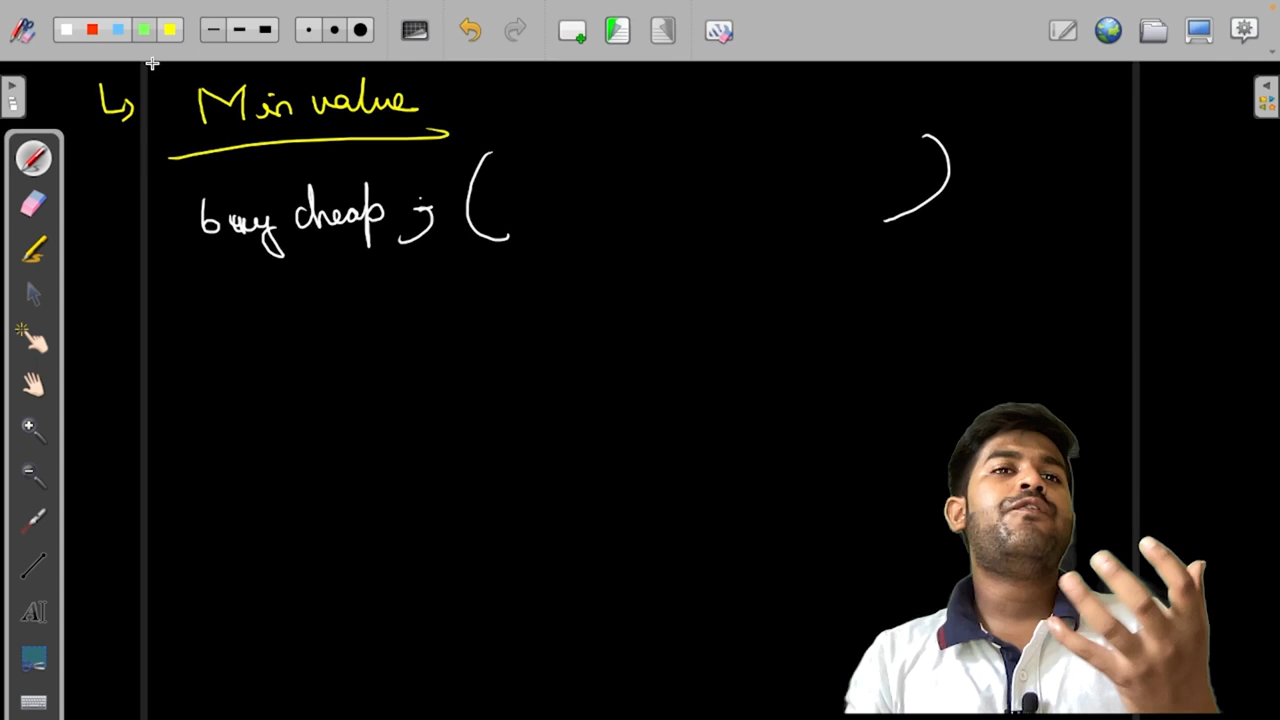 ↳ Min value
buy cheap ; ( )